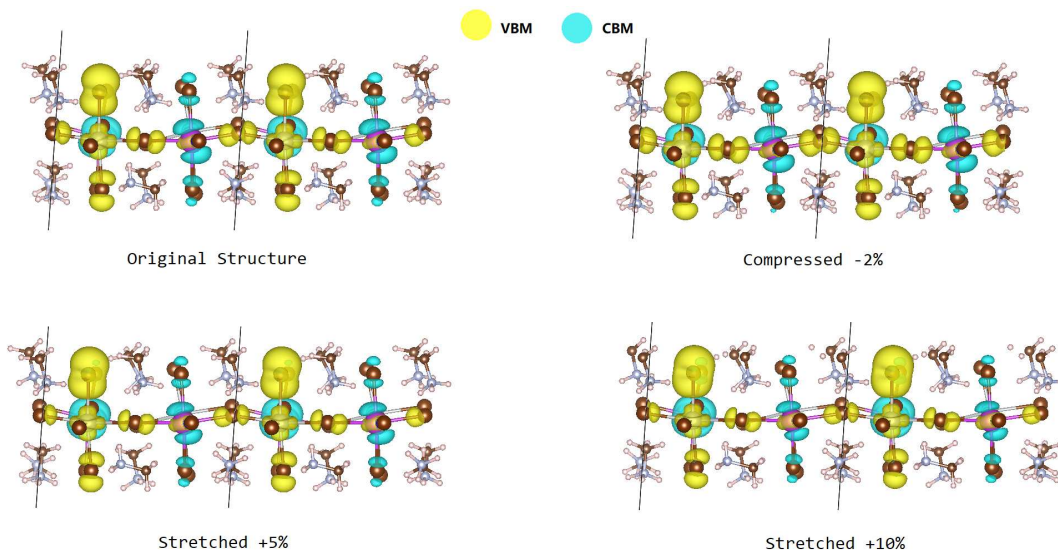 VBM
CBM
Original Structure
Compressed -2%
Stretched +5%
Stretched +10%